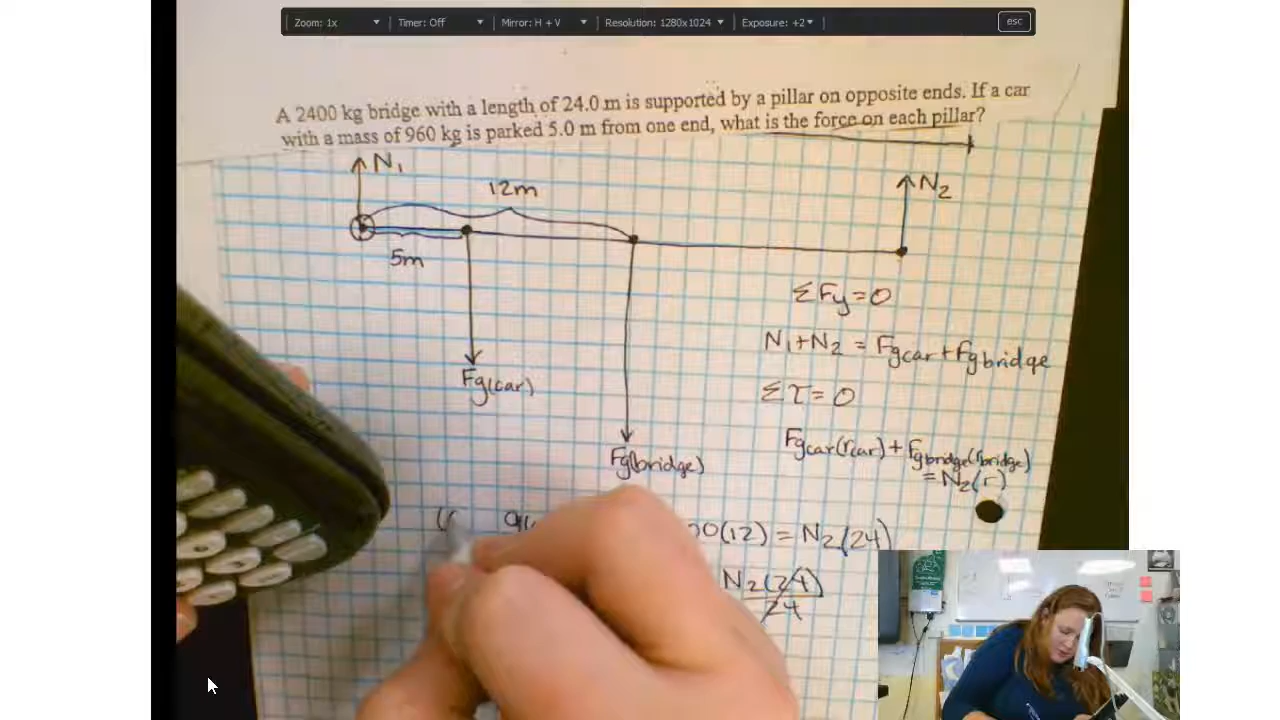 Zoom: 1x Timer: Off Mirror: H + V Resolution: 1280x1024 Exposure: +2 esc
A 2400 kg bridge with a length of 24.0 m is supported by a pillar on opposite ends. If a car
with a mass of 960 kg is parked 5.0 m from one end, what is the force on each pillar?
N1
12m
N2
5m
ΣFy=0
N1+N2 = Fgcar+Fgbridge
Fg(car)
Στ=0
Fgcar(rcar)+Fgbridge(rbridge)
=N2(r)
Fg(bridge)
00(12) = N2(24)
N2(24)
24